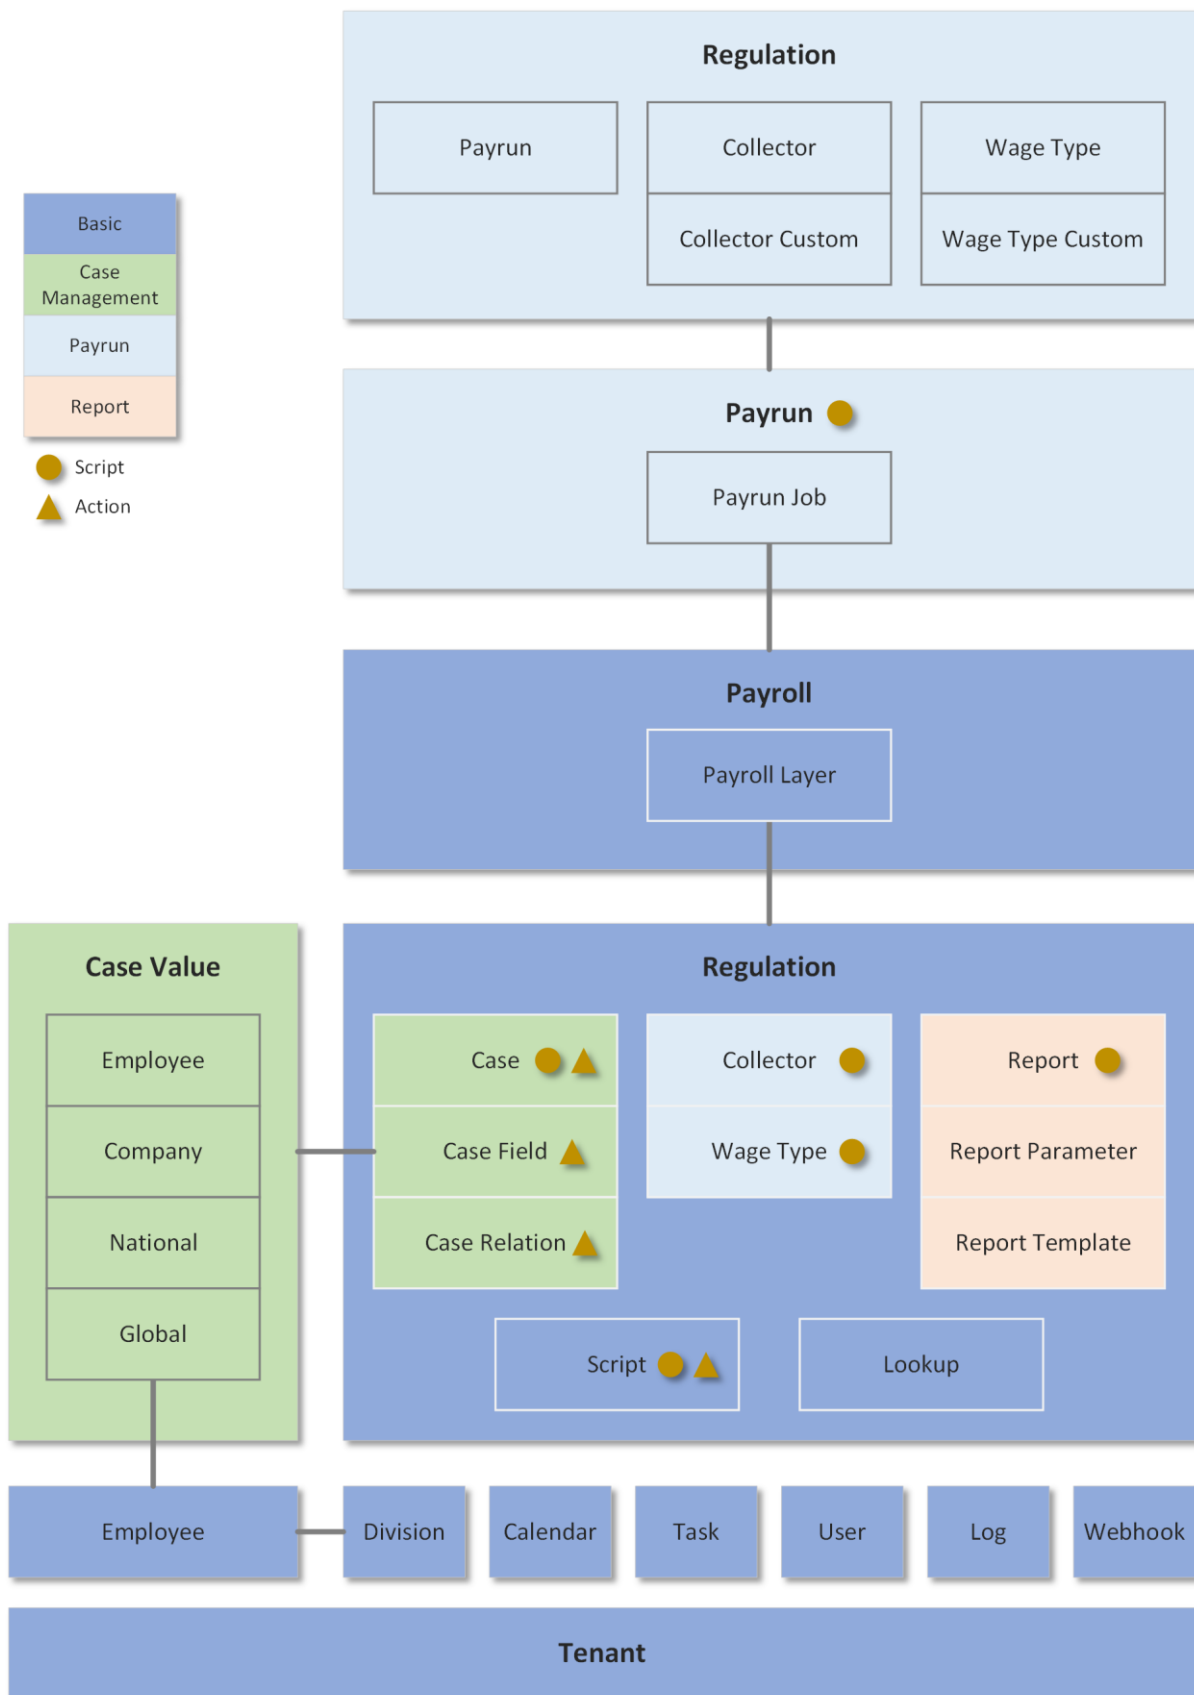 Regulation
Payrun
Collector
Wage Type
Collector Custom
Wage Type Custom
Basic
Case
Management
Payrun
Report
Script
Action
Payrun
Payrun Job
Payroll
Payroll Layer
Case Value
Employee
Company
National
Global
Regulation
Case
Collector
Report
Case Field
Wage Type
Report Parameter
Case Relation
Report Template
Script
Lookup
Employee
Division
Calendar
Task
User
Log
Webhook
Tenant